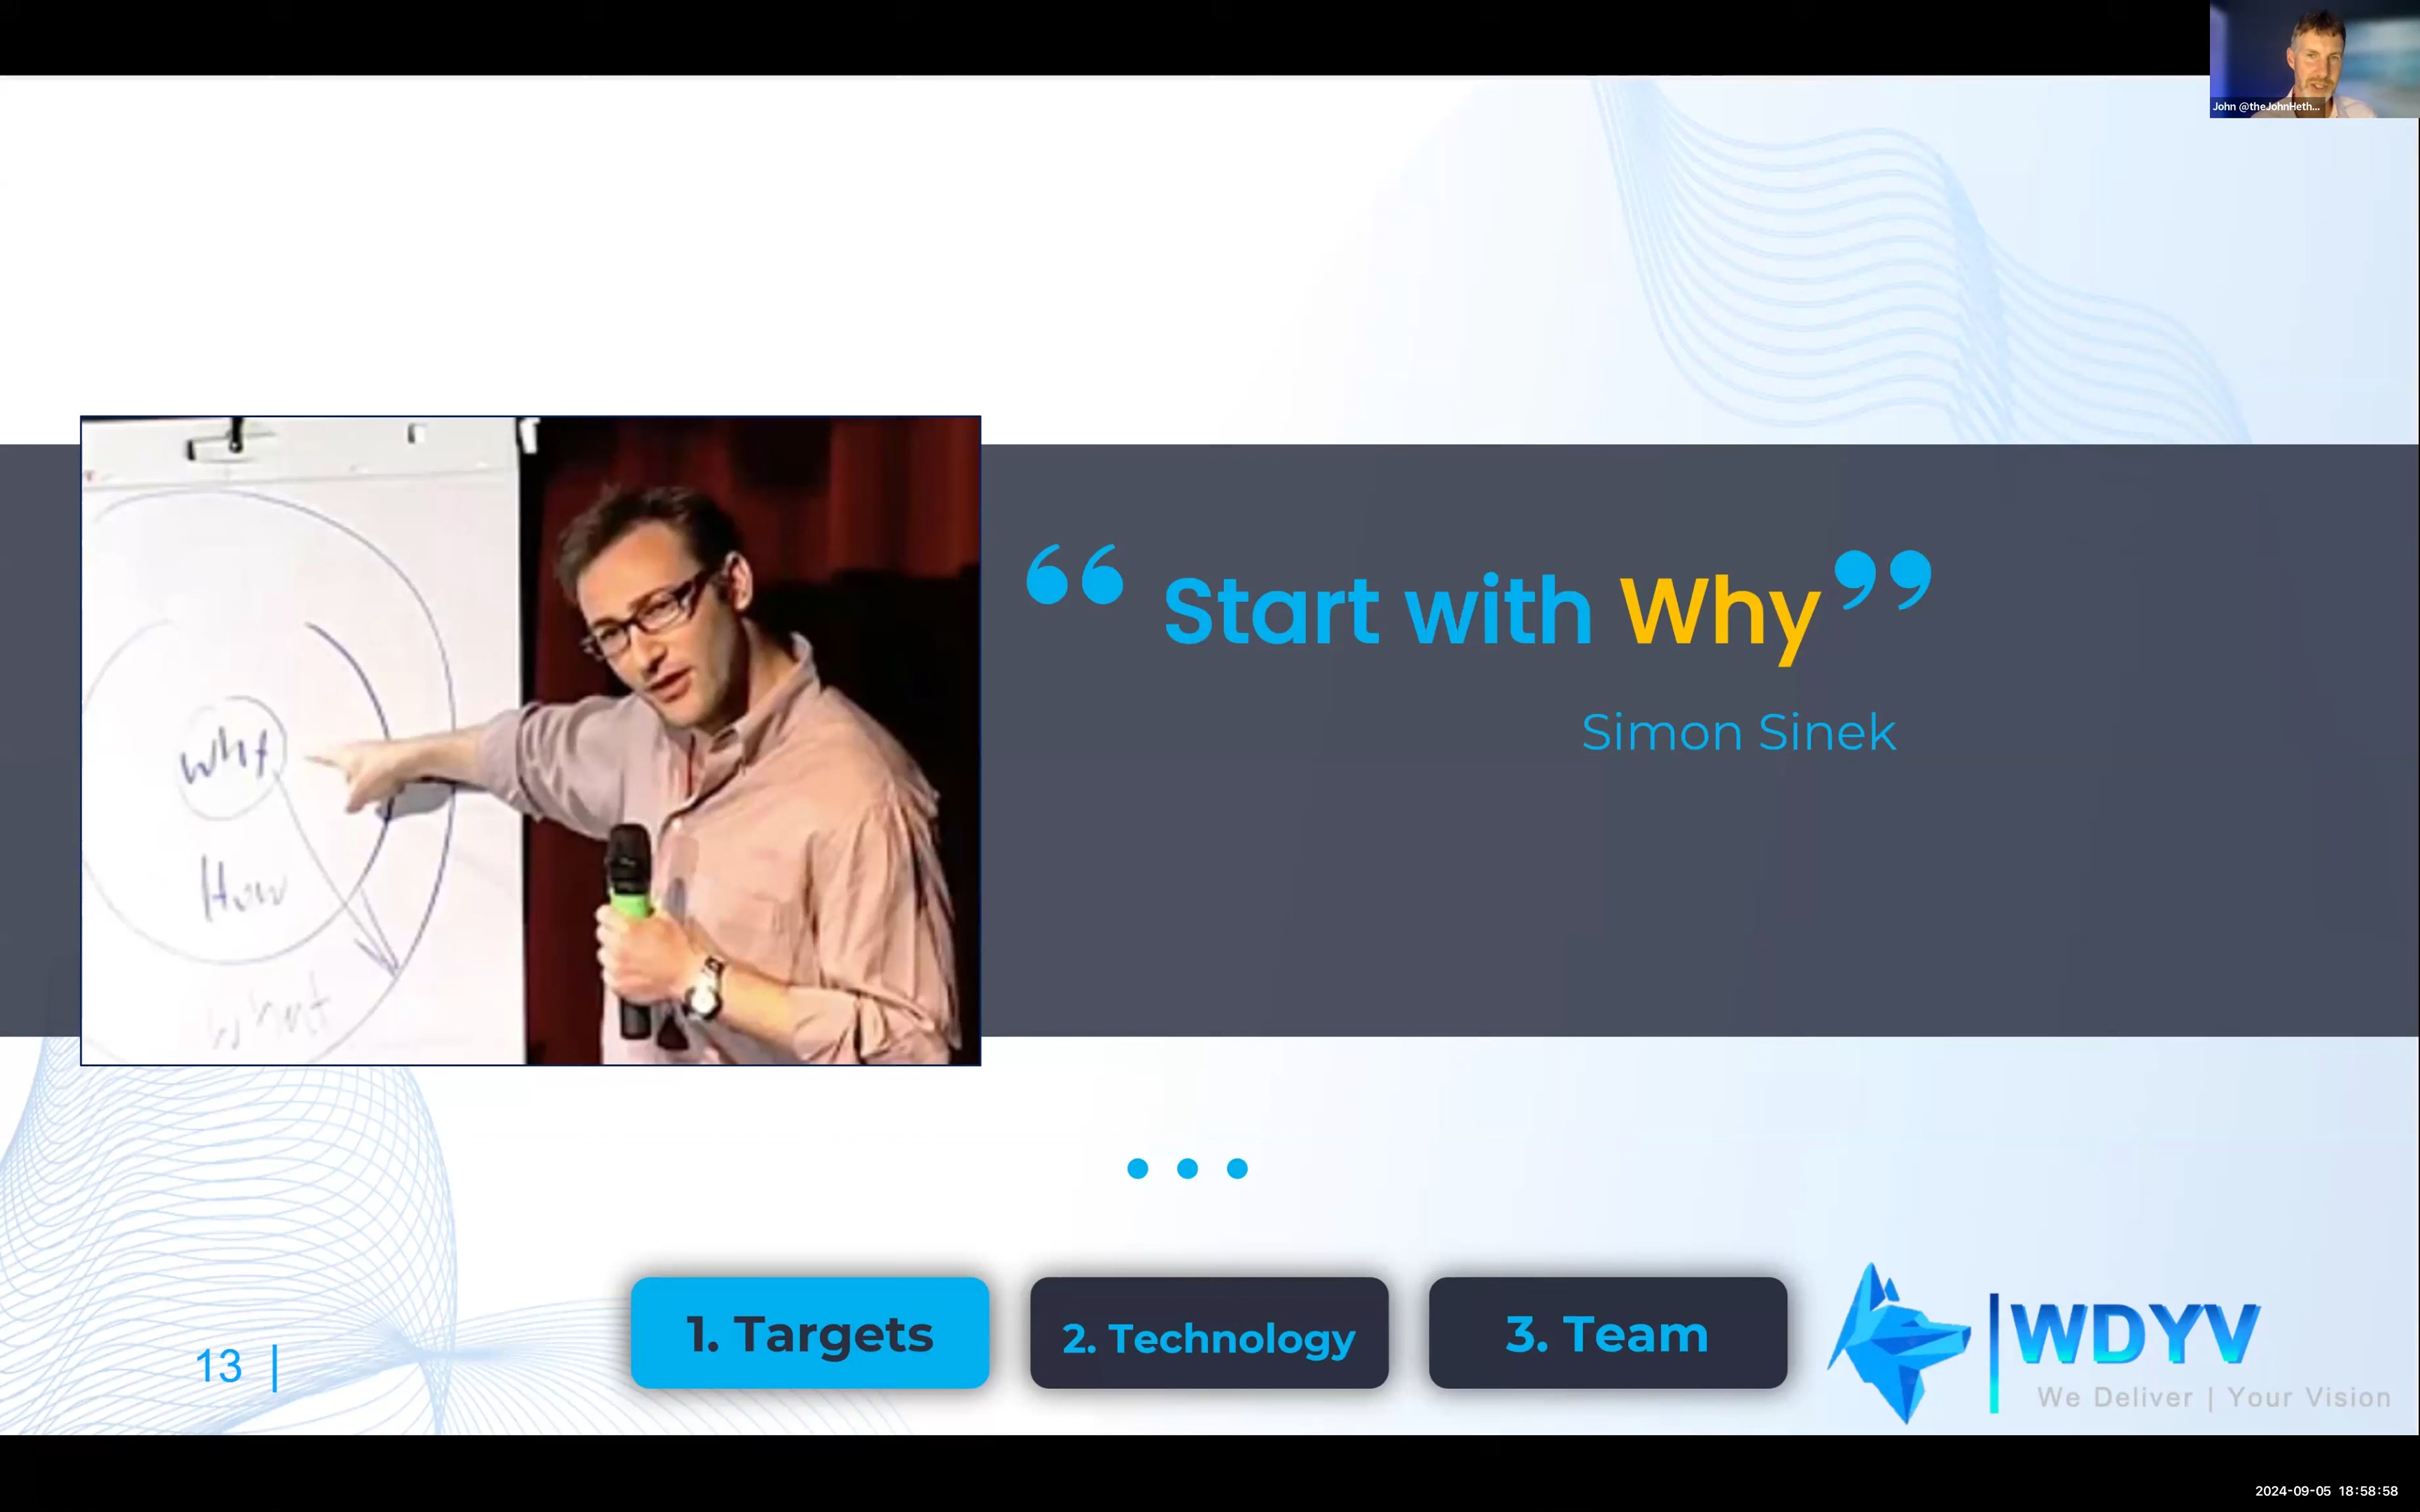 John @theJohnHeth...
“ Start with Why ”
Simon Sinek
why
How
what
1. Targets
2. Technology
3. Team
WDYV
We Deliver | Your Vision
13 |
2024-09-05 18:58:58